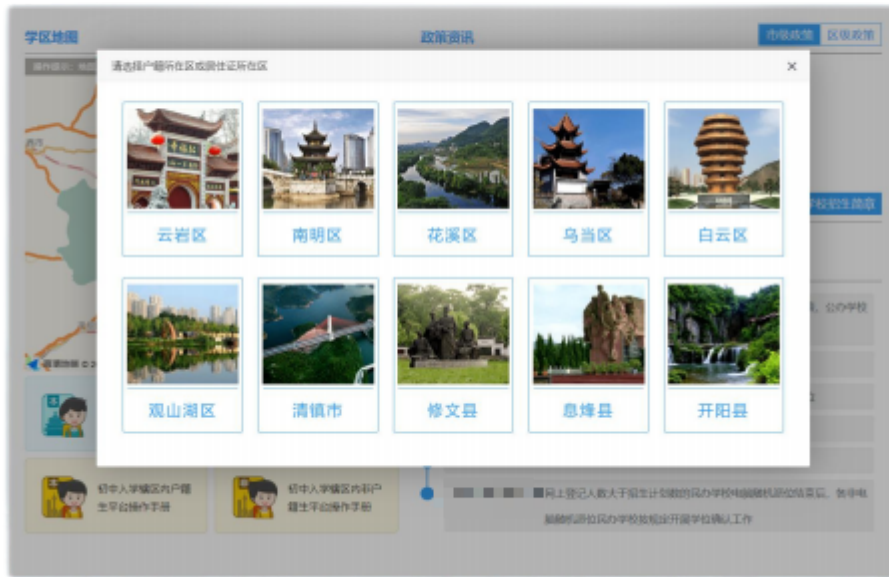 学区地图
政策资讯
市级政策 区级政策
请选择户籍所在区或居住证所在区
×
云岩区
南明区
花溪区
乌当区
白云区
观山湖区
清镇市
修文县
息烽县
开阳县
学校招生简章
公办学校
初中入学辖区内户籍
生平台操作手册
初中入学辖区内非户
籍生平台操作手册
网上登记人数大于招生计划数的民办学校电脑随机派位结束后，
脑随机派位民办学校按规定开展学位确认工作